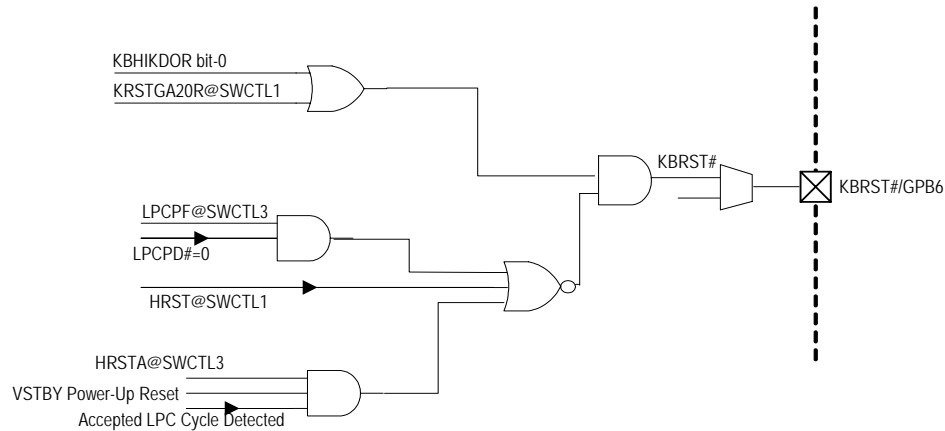 KBHIKDOR bit-0
KRSTGA20R@SWCTL1
KBRST#
KBRST#/GPB6
LPCPF@SWCTL3
LPCPD#=0
HRST@SWCTL1
HRSTA@SWCTL3
VSTBY Power-Up Reset
Accepted LPC Cycle Detected